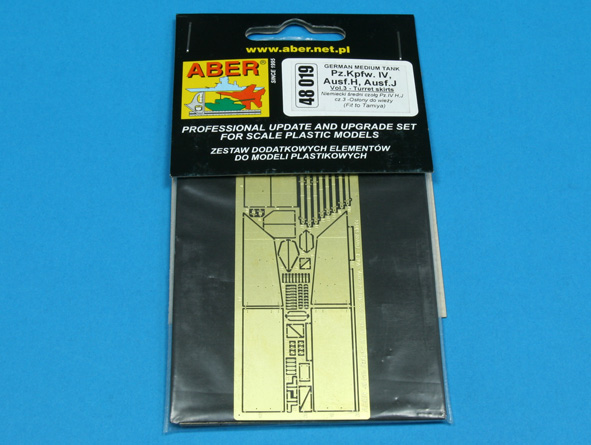 www.aber.net.pl
ABER®
SINCE 1995
48 019
GERMAN MEDIUM TANK
Pz.Kpfw. IV,
Ausf.H, Ausf.J
Vol.3 - Turret skirts
Niemiecki średni czołg Pz.IV H,J
cz.3 -Osłony do wieży
(Fit to Tamiya)
PROFESSIONAL UPDATE AND UPGRADE SET
FOR SCALE PLASTIC MODELS
ZESTAW DODATKOWYCH ELEMENTÓW
DO MODELI PLASTIKOWYCH